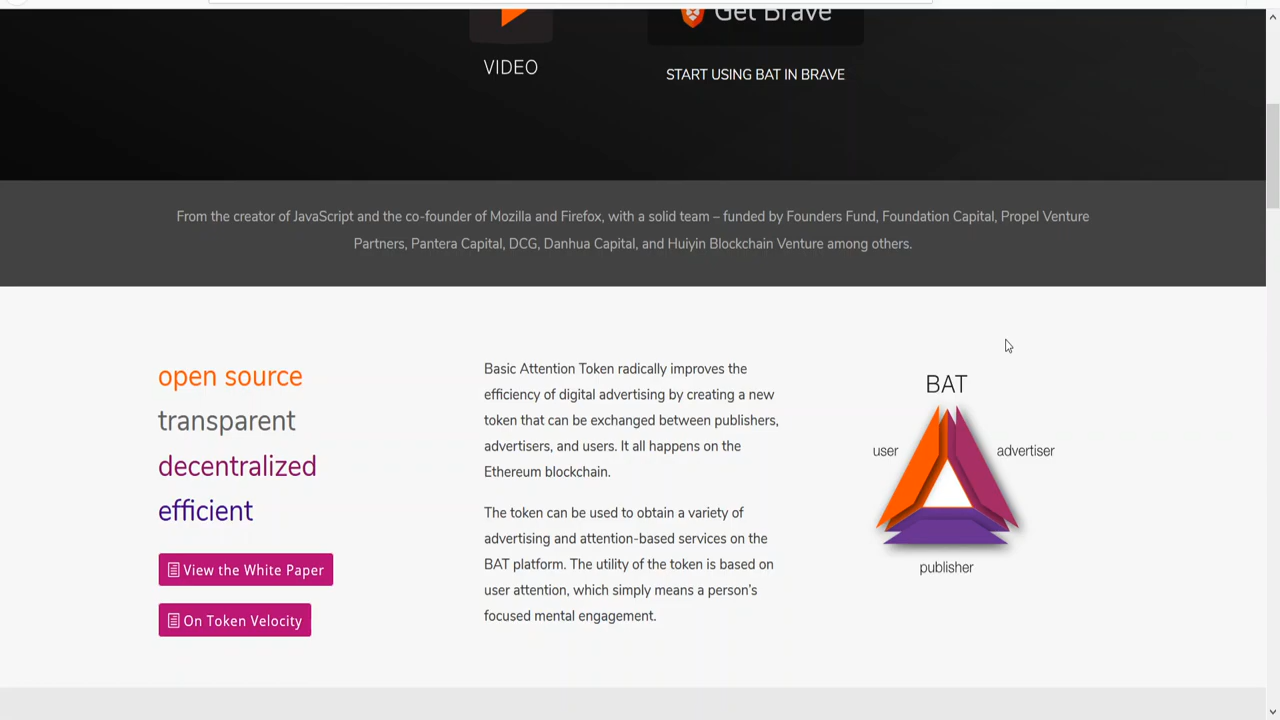 Get Brave
VIDEO
START USING BAT IN BRAVE
From the creator of JavaScript and the co-founder of Mozilla and Firefox, with a solid team – funded by Founders Fund, Foundation Capital, Propel Venture
Partners, Pantera Capital, DCG, Danhua Capital, and Huiyin Blockchain Venture among others.
open source
transparent
decentralized
efficient
View the White Paper
On Token Velocity
Basic Attention Token radically improves the
efficiency of digital advertising by creating a new
token that can be exchanged between publishers,
advertisers, and users. It all happens on the
Ethereum blockchain.
The token can be used to obtain a variety of
advertising and attention-based services on the
BAT platform. The utility of the token is based on
user attention, which simply means a person’s
focused mental engagement.
BAT
user
advertiser
publisher